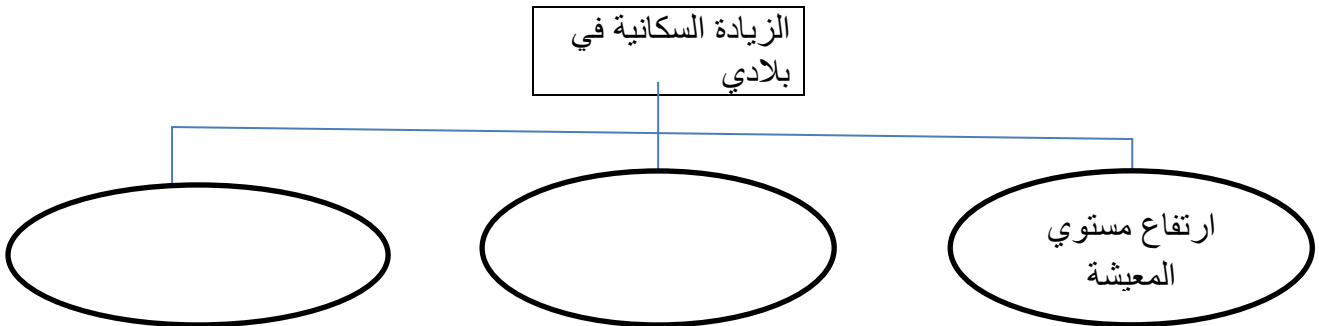 الزيادة السكانية في
بلادي
ارتفاع مستوي
المعيشة